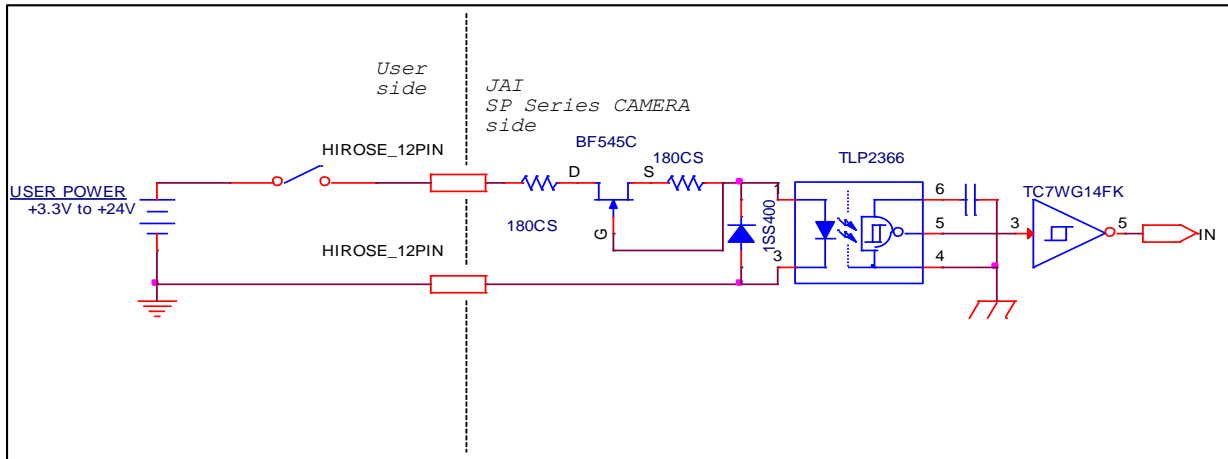 User
side
JAI
SP Series CAMERA
side
HIROSE_12PIN
BF545C
D
S
180CS
TLP2366
TC7WG14FK
USER POWER
+3.3V to +24V
180CS
G
1SS400
1
6
5
3
5
IN
HIROSE_12PIN
3
4